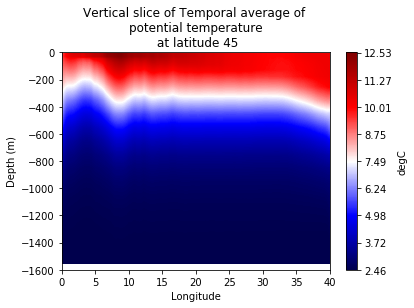 Vertical slice of Temporal average of
potential temperature
at latitude 45
0
−200
−400
−600
−800
−1000
−1200
−1400
−1600
Depth (m)
0 5 10 15 20 25 30 35 40
Longitude
12.53
11.27
10.01
8.75
7.49
6.24
4.98
3.72
2.46
degC